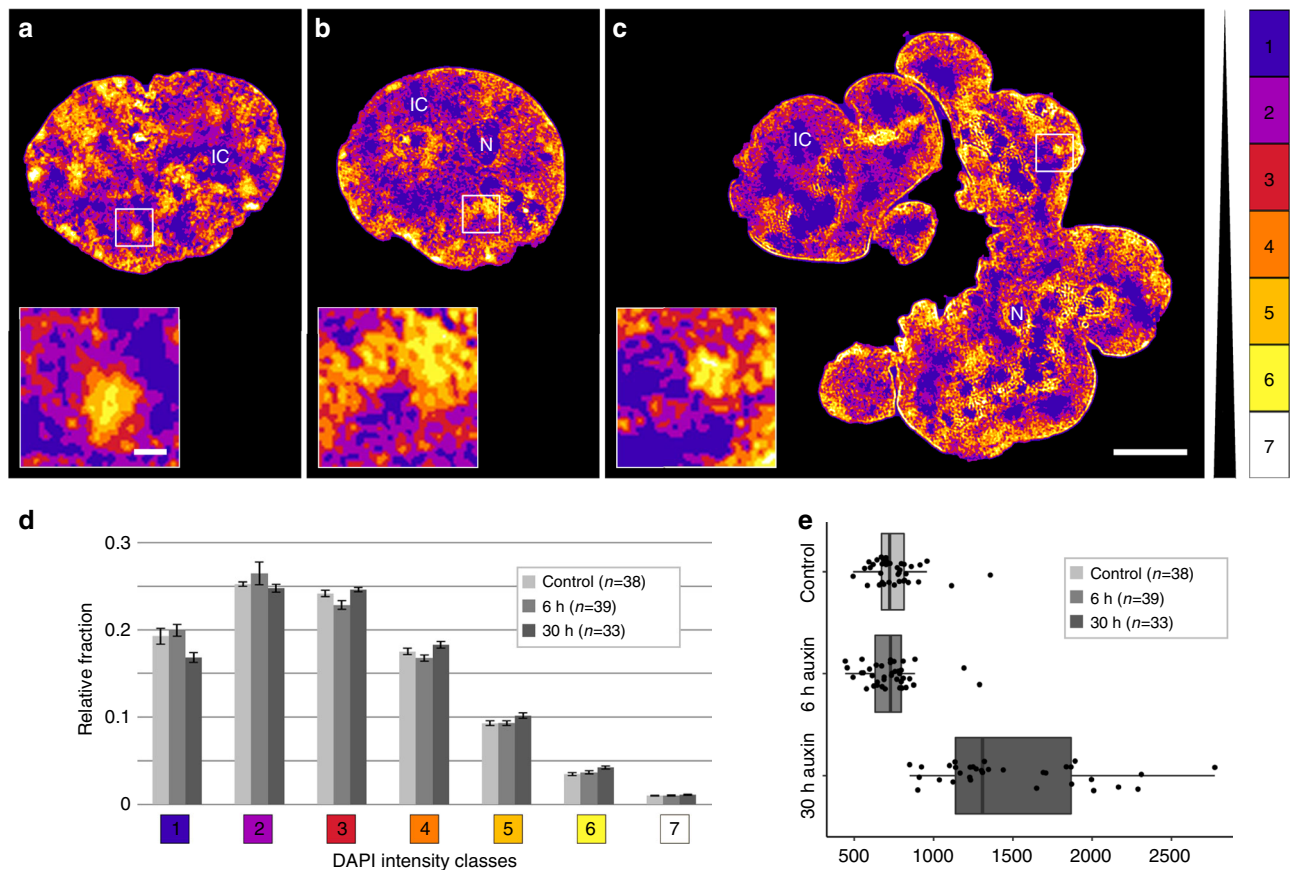 a
IC
b
IC
N
c
IC
N
1
2
3
4
5
6
7
d
Relative fraction
0.3
0.2
0.1
0
Control (n=38)
6 h (n=39)
30 h (n=33)
1
2
3
4
5
6
7
DAPI intensity classes
e
Control
6 h auxin
30 h auxin
Control (n=38)
6 h (n=39)
30 h (n=33)
500
1000
1500
2000
2500